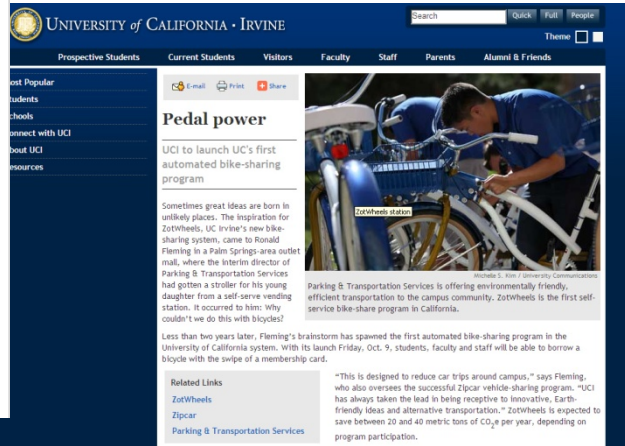 UNIVERSITY of CALIFORNIA · IRVINE
Search
Quick Full People
Theme
Prospective Students Current Students Visitors Faculty Staff Parents Alumni & Friends
ost Popular
tudents
chools
onnect with UCI
bout UCI
esources
E-mail Print Share
Pedal power
UCI to launch UC's first
automated bike-sharing
program
Sometimes great ideas are born in
unlikely places. The inspiration for
ZotWheels, UC Irvine's new bike-
sharing system, came to Ronald
Fleming in a Palm Springs-area outlet
mall, where the interim director of
Parking & Transportation Services
had gotten a stroller for his young
daughter from a self-serve vending
station. It occurred to him: Why
couldn't we do this with bicycles?
ZotWheels station
Michelle S. Kim / University Communications
Parking & Transportation Services is offering environmentally friendly,
efficient transportation to the campus community. ZotWheels is the first self-
service bike-share program in California.
Less than two years later, Fleming's brainstorm has spawned the first automated bike-sharing program in the
University of California system. With its launch Friday, Oct. 9, students, faculty and staff will be able to borrow a
bicycle with the swipe of a membership card.
Related Links
ZotWheels
Zipcar
Parking & Transportation Services
“This is designed to reduce car trips around campus,” says Fleming,
who also oversees the successful Zipcar vehicle-sharing program. “UCI
has always taken the lead in being receptive to innovative, Earth-
friendly ideas and alternative transportation.” ZotWheels is expected to
save between 20 and 40 metric tons of CO₂e per year, depending on
program participation.